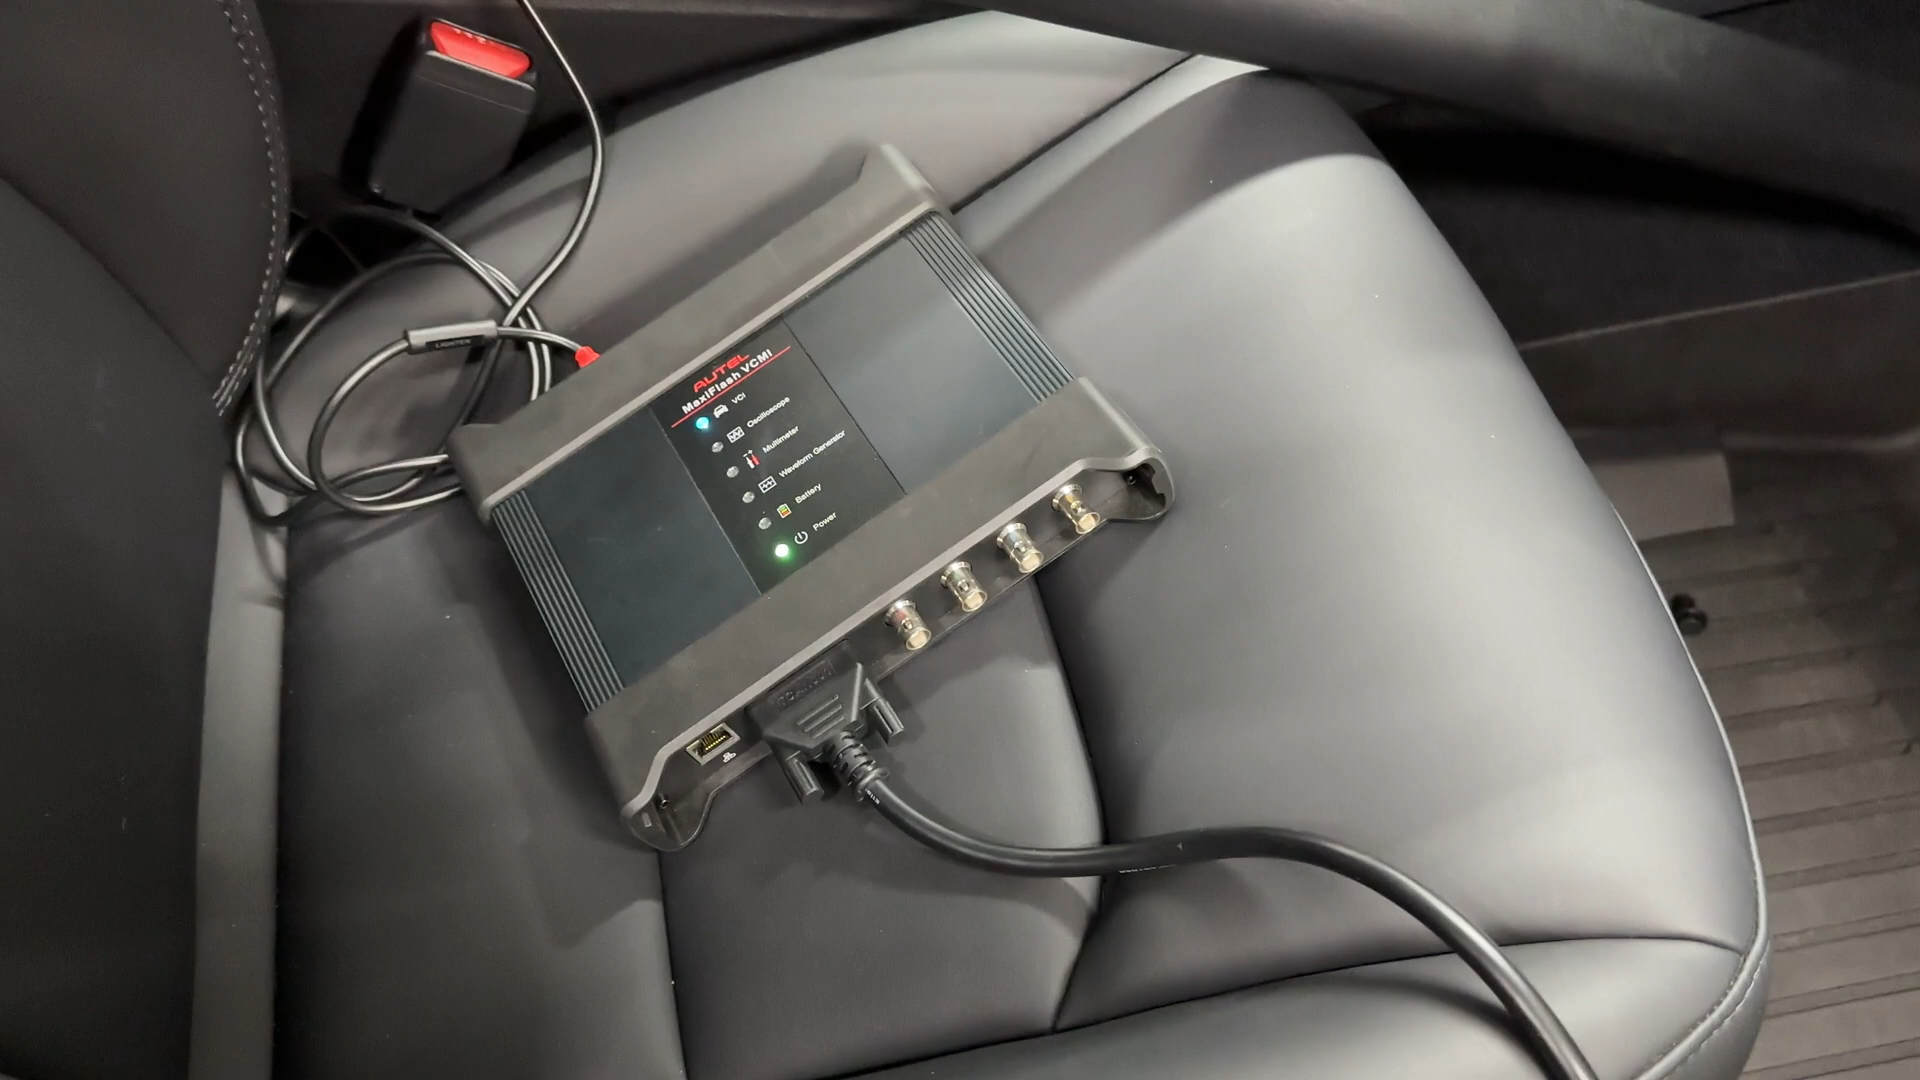 AUTEL
MaxiFlash VCMI
VCI
Oscilloscope
Multimeter
Waveform Generator
Battery
Power